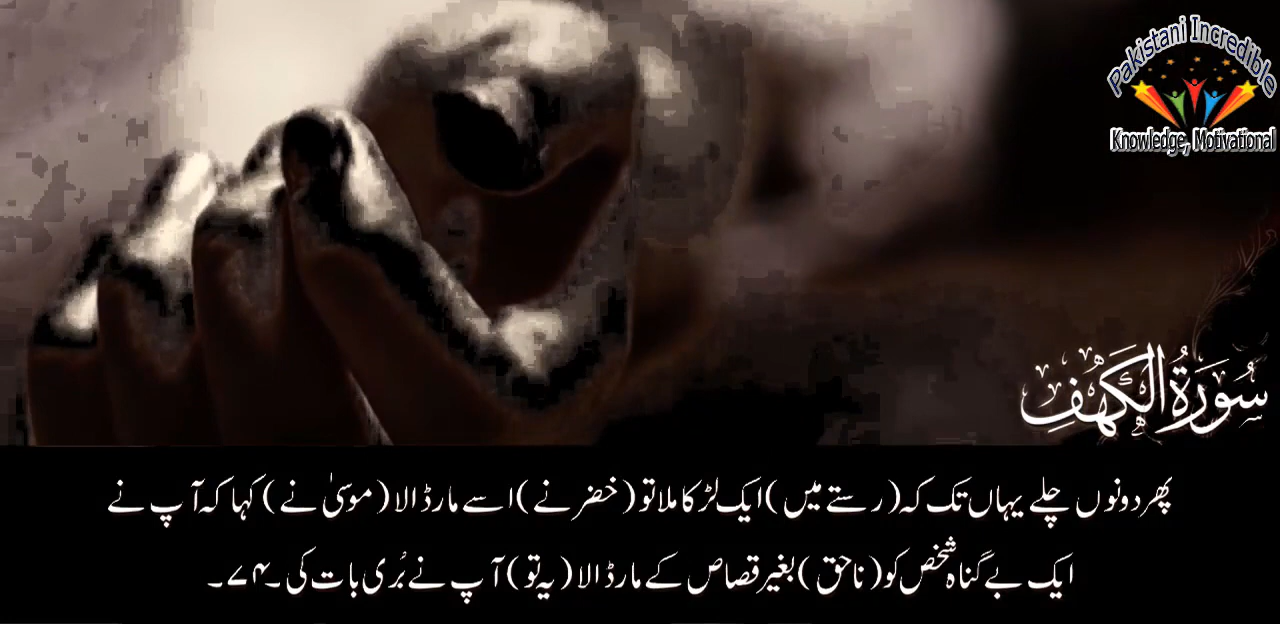 Pakistani Incredible
Knowledge, Motivational
سُورَةُ الْكَهْفِ
پھر دونوں چلے یہاں تک کہ (رستے میں) ایک لڑکا ملا تو (خضر نے) اسے مار ڈالا (موسیٰ نے) کہا کہ آپ نے
ایک بے گناہ شخص کو (ناحق) بغیر قصاص کے مار ڈالا (یہ تو) آپ نے بُری بات کی ۔۷۴۔